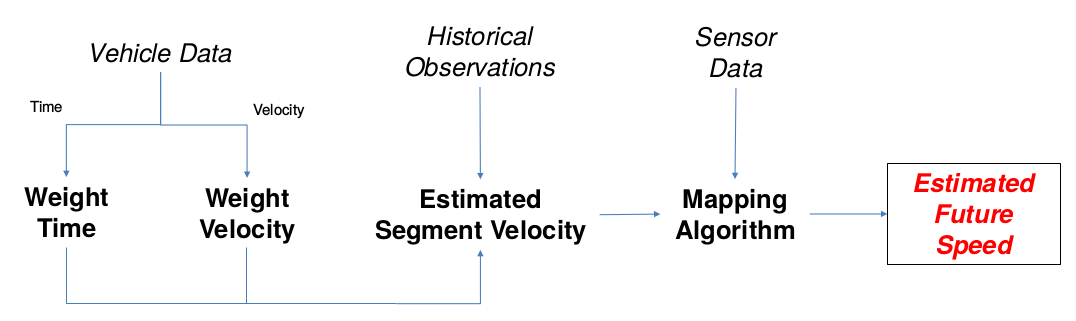 Vehicle Data
Historical
Observations
Sensor
Data
Time
Velocity
Weight
Time
Weight
Velocity
Estimated
Segment Velocity
Mapping
Algorithm
Estimated
Future
Speed